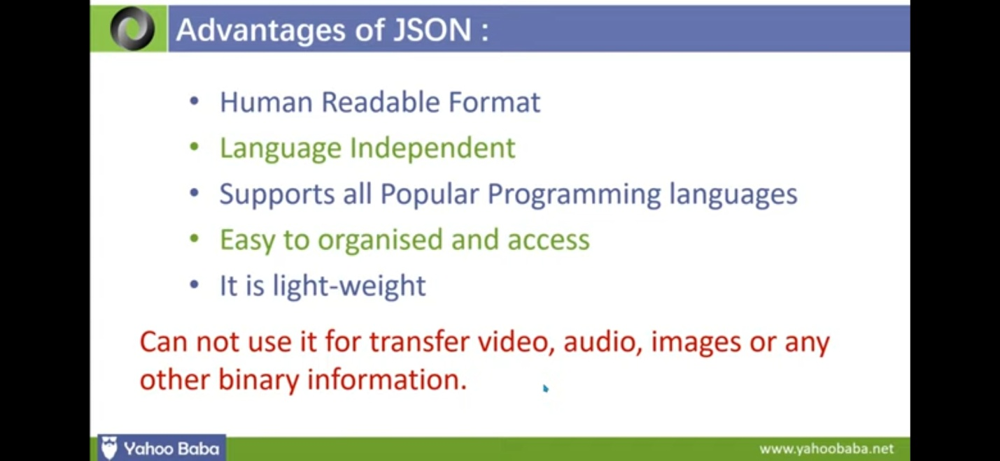 Advantages of JSON :
• Human Readable Format
• Language Independent
• Supports all Popular Programming languages
• Easy to organised and access
• It is light-weight
Can not use it for transfer video, audio, images or any
other binary information.
Yahoo Baba
www.yahoobaba.net